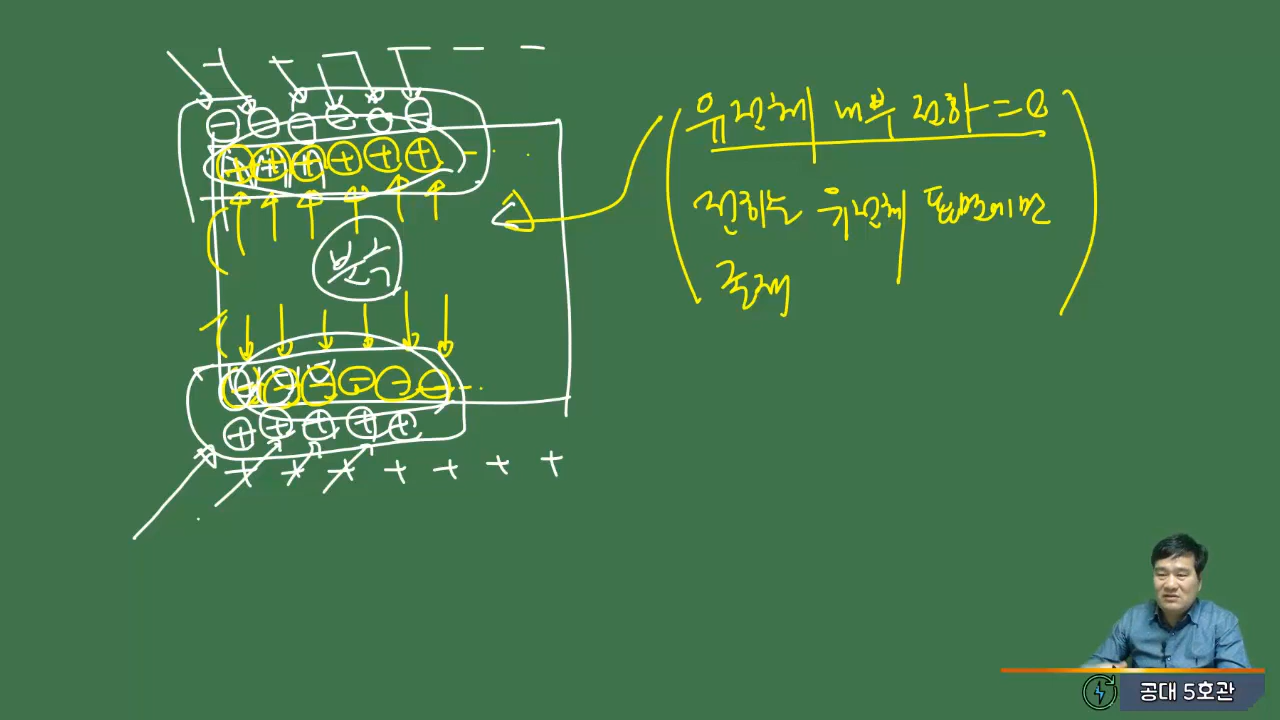 유전체 내부 전하 = 0
전하는 유전체 표면에만
존재
분극
공대 5호관